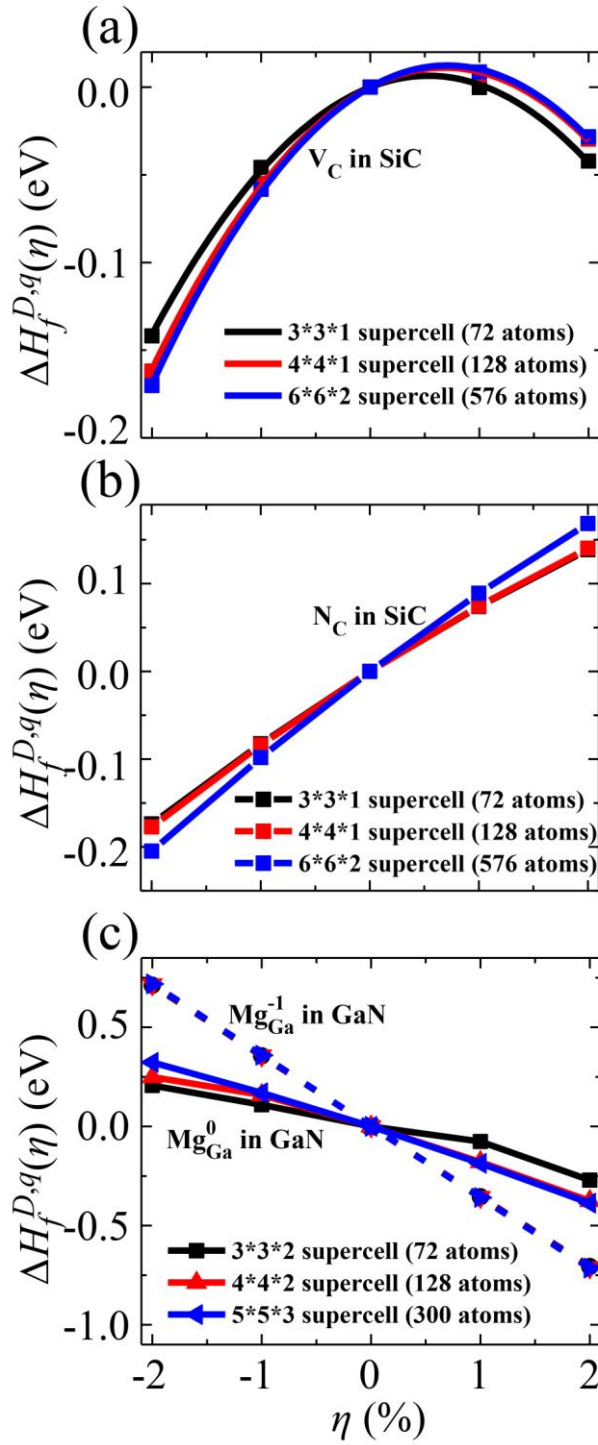 (a)
0.0
-0.1
-0.2
ΔH_f^{D,q}(η) (eV)
V_C in SiC
3*3*1 supercell (72 atoms)
4*4*1 supercell (128 atoms)
6*6*2 supercell (576 atoms)
(b)
0.1
0.0
-0.1
-0.2
ΔH_f^{D,q}(η) (eV)
N_C in SiC
3*3*1 supercell (72 atoms)
4*4*1 supercell (128 atoms)
6*6*2 supercell (576 atoms)
(c)
0.5
0.0
-0.5
-1.0
ΔH_f^{D,q}(η) (eV)
Mg_{Ga}^{-1} in GaN
Mg_{Ga}^{0} in GaN
3*3*2 supercell (72 atoms)
4*4*2 supercell (128 atoms)
5*5*3 supercell (300 atoms)
-2 -1 0 1 2
η (%)